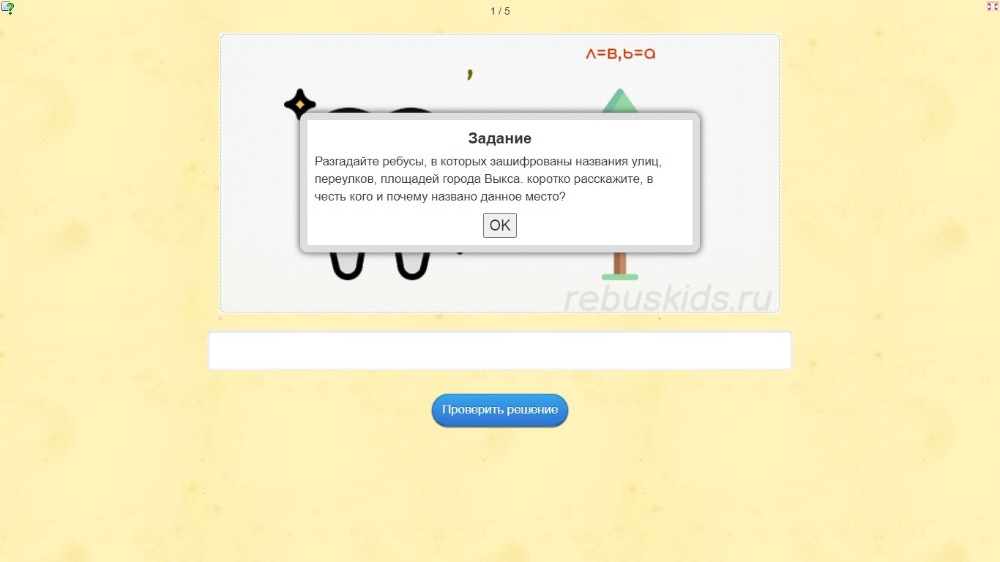 1 / 5
л=в,ь=а
,
Задание
Разгадайте ребусы, в которых зашифрованы названия улиц,
переулков, площадей города Выкса. коротко расскажите, в
честь кого и почему названо данное место?
OK
rebuskids.ru
Проверить решение